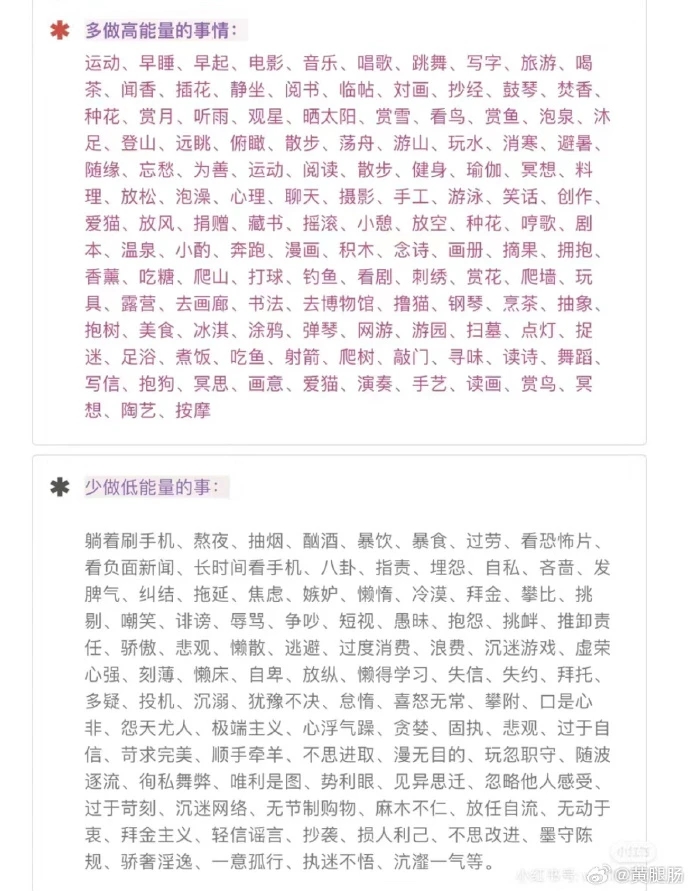 ✱ 多做高能量的事情：
运动、早睡、早起、电影、音乐、唱歌、跳舞、写字、旅游、喝
茶、闻香、插花、静坐、阅书、临帖、对画、抄经、鼓琴、焚香、
种花、赏月、听雨、观星、晒太阳、赏雪、看鸟、赏鱼、泡泉、沐
足、登山、远眺、俯瞰、散步、荡舟、游山、玩水、消寒、避暑、
随缘、忘愁、为善、运动、阅读、散步、健身、瑜伽、冥想、料
理、放松、泡澡、心理、聊天、摄影、手工、游泳、笑话、创作、
爱猫、放风、捐赠、藏书、摇滚、小憩、放空、种花、哼歌、剧
本、温泉、小酌、奔跑、漫画、积木、念诗、画册、摘果、拥抱、
香薰、吃糖、爬山、打球、钓鱼、看剧、刺绣、赏花、爬墙、玩
具、露营、去画廊、书法、去博物馆、撸猫、钢琴、烹茶、抽象、
抱树、美食、冰淇、涂鸦、弹琴、网游、游园、扫墓、点灯、捉
迷、足浴、煮饭、吃鱼、射箭、爬树、敲门、寻味、读诗、舞蹈、
写信、抱狗、冥思、画意、爱猫、演奏、手艺、读画、赏鸟、冥
想、陶艺、按摩
✱ 少做低能量的事：
躺着刷手机、熬夜、抽烟、酗酒、暴饮、暴食、过劳、看恐怖片、
看负面新闻、长时间看手机、八卦、指责、埋怨、自私、吝啬、发
脾气、纠结、拖延、焦虑、嫉妒、懒惰、冷漠、拜金、攀比、挑
剔、嘲笑、诽谤、辱骂、争吵、短视、愚昧、抱怨、挑衅、推卸责
任、骄傲、悲观、懒散、逃避、过度消费、浪费、沉迷游戏、虚荣
心强、刻薄、懒床、自卑、放纵、懒得学习、失信、失约、拜托、
多疑、投机、沉溺、犹豫不决、怠惰、喜怒无常、攀附、口是心
非、怨天尤人、极端主义、心浮气躁、贪婪、固执、悲观、过于自
信、苛求完美、顺手牵羊、不思进取、漫无目的、玩忽职守、随波
逐流、徇私舞弊、唯利是图、势利眼、见异思迁、忽略他人感受、
过于苛刻、沉迷网络、无节制购物、麻木不仁、放任自流、无动于
衷、拜金主义、轻信谣言、抄袭、损人利己、不思改进、墨守陈
规、骄奢淫逸、一意孤行、执迷不悟、沆瀣一气等。
小红书
小红书号:
@黄腿肠